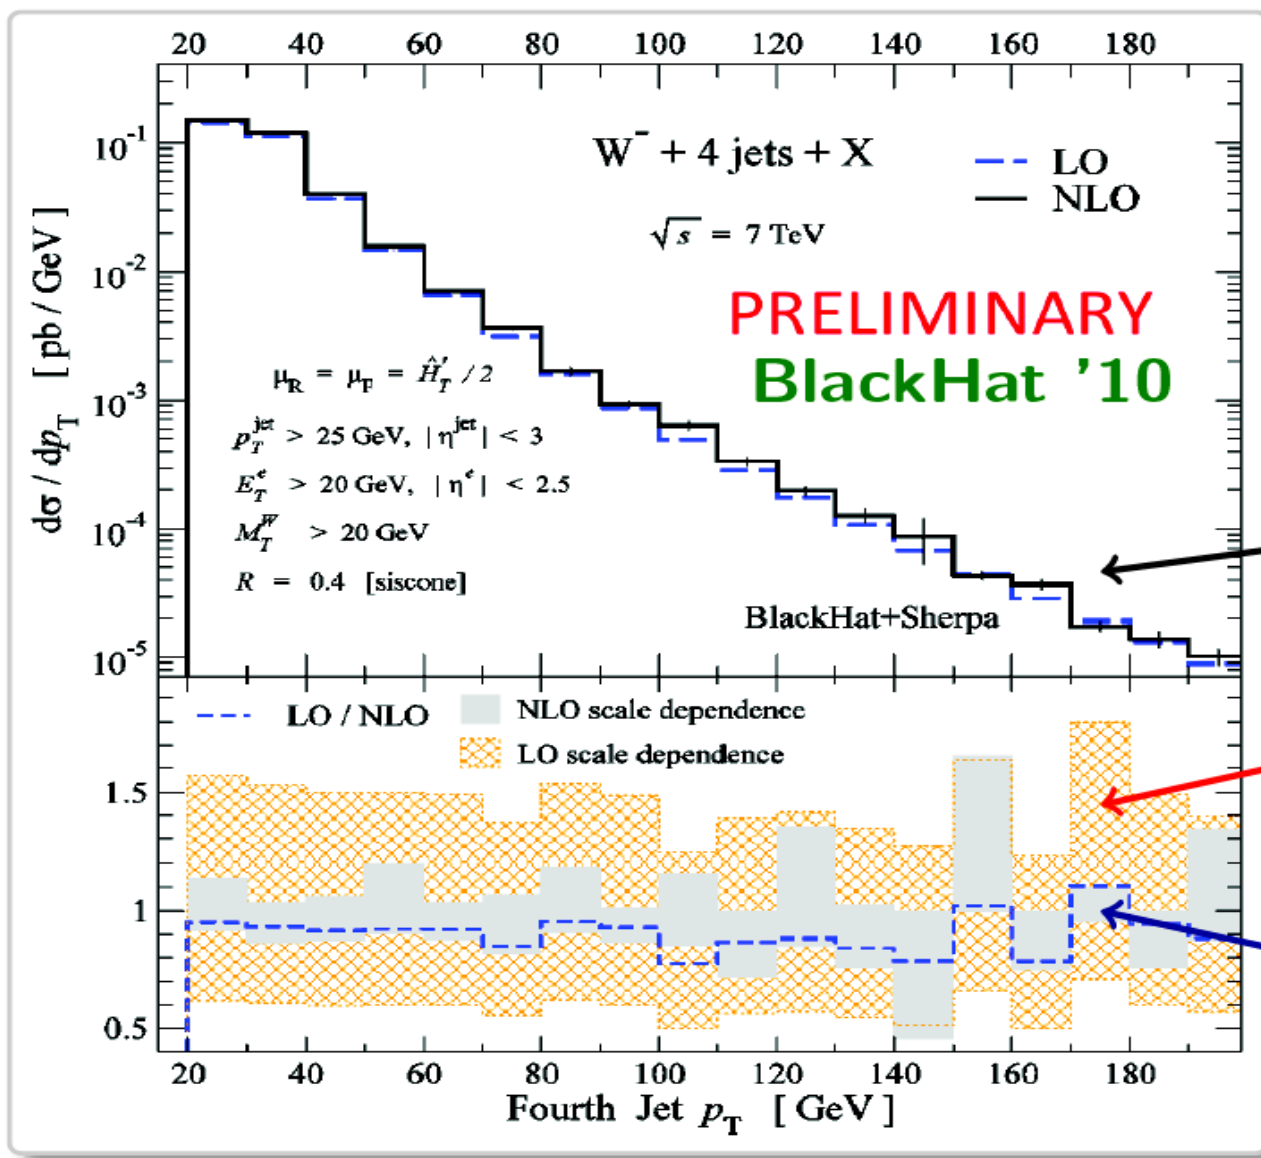 20 40 60 80 100 120 140 160 180
10⁻¹
10⁻²
10⁻³
10⁻⁴
10⁻⁵
dσ / dp_T [ pb / GeV ]
W⁻ + 4 jets + X
LO
NLO
√s = 7 TeV
PRELIMINARY
BlackHat '10
μ_R = μ_F = Ĥ_T′ / 2
p_T^jet > 25 GeV, | η^jet | < 3
E_T^e > 20 GeV, | η^e | < 2.5
M_T^W > 20 GeV
R = 0.4 [siscone]
BlackHat+Sherpa
LO / NLO
NLO scale dependence
LO scale dependence
1.5
1
0.5
20 40 60 80 100 120 140 160 180
Fourth Jet p_T [ GeV ]